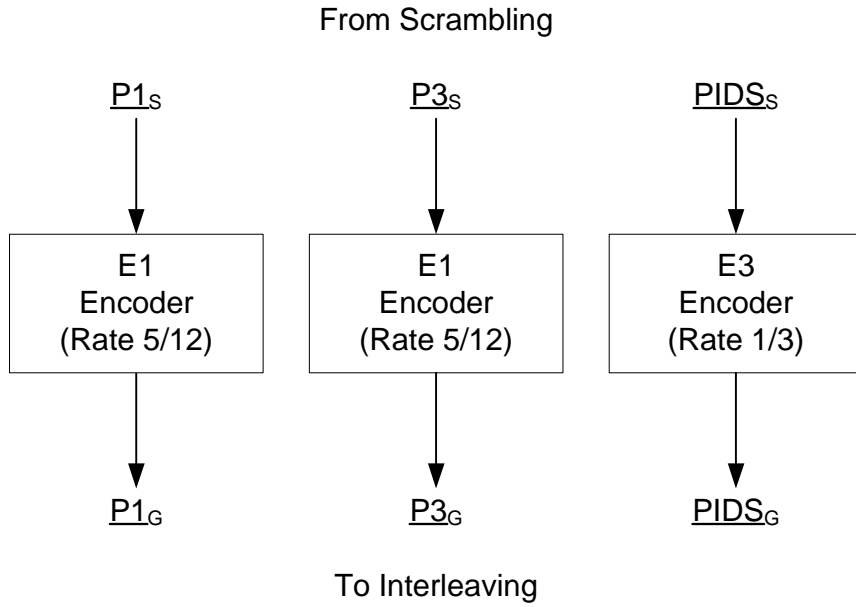 From Scrambling
P1S P3S PIDSS
E1 E1 E3
Encoder Encoder Encoder
(Rate 5/12) (Rate 5/12) (Rate 1/3)
P1G P3G PIDSG
To Interleaving